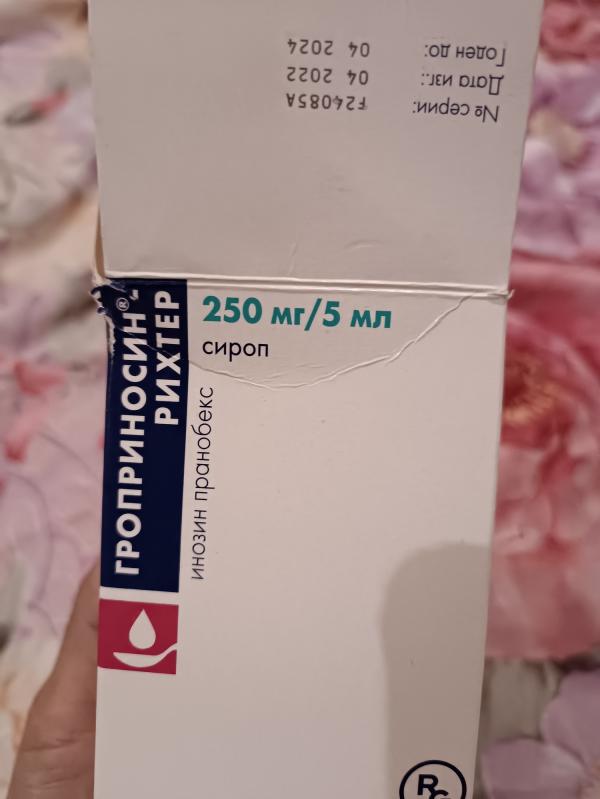 № серии: F24085A
Дата изг.: 04 2022
Годен до: 04 2024
ГРОПРИНОСИН®-
РИХТЕР
250 мг/5 мл
сироп
инозин пранобекс
RG